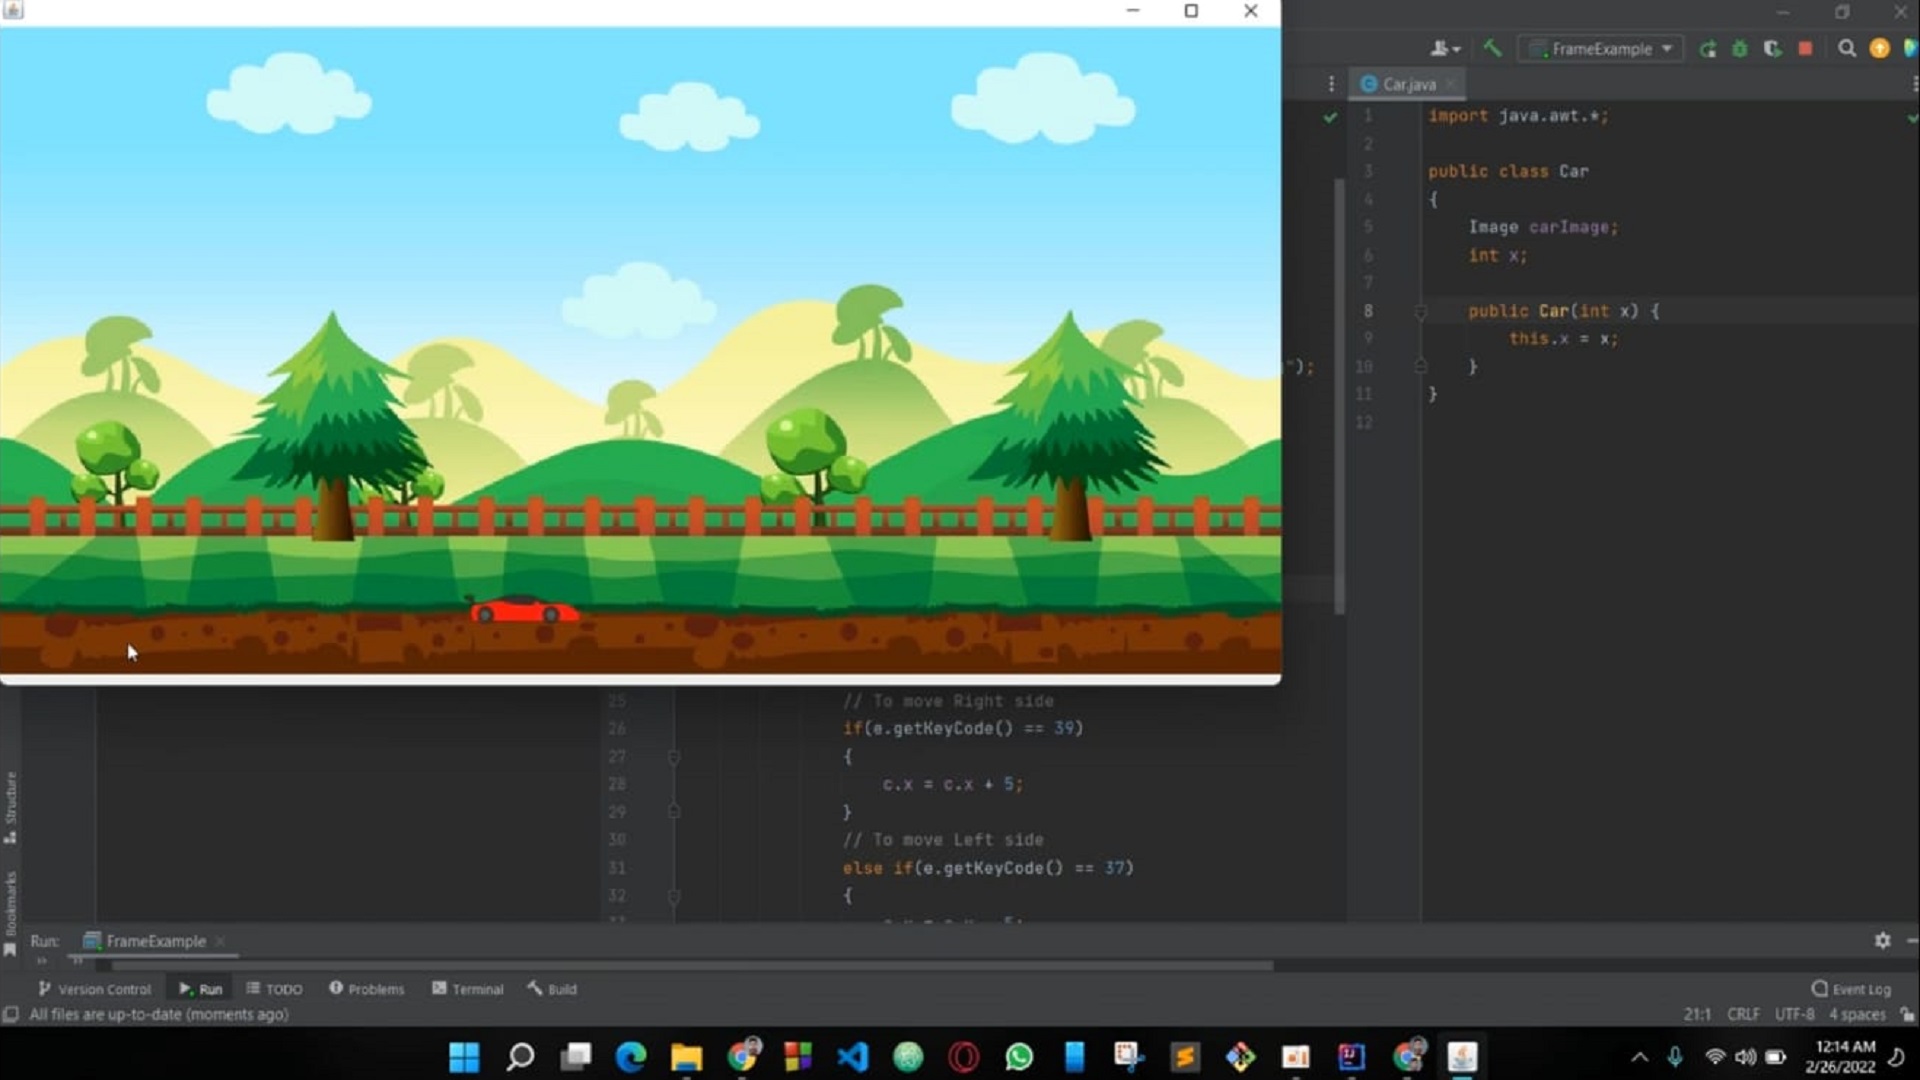 FrameExample
Car.java
1 import java.awt.*;
2
3 public class Car
4 {
5 Image carImage;
6 int x;
7
8 public Car(int x) {
9 this.x = x;
10 }
11 }
12
");
25 // To move Right side
26 if(e.getKeyCode() == 39)
27 {
28 c.x = c.x + 5;
29 }
30 // To move Left side
31 else if(e.getKeyCode() == 37)
32 {
Structure
Bookmarks
Run: FrameExample
Version Control Run TODO Problems Terminal Build Event Log
All files are up-to-date (moments ago) 21:1 CRLF UTF-8 4 spaces
12:14 AM
2/26/2022